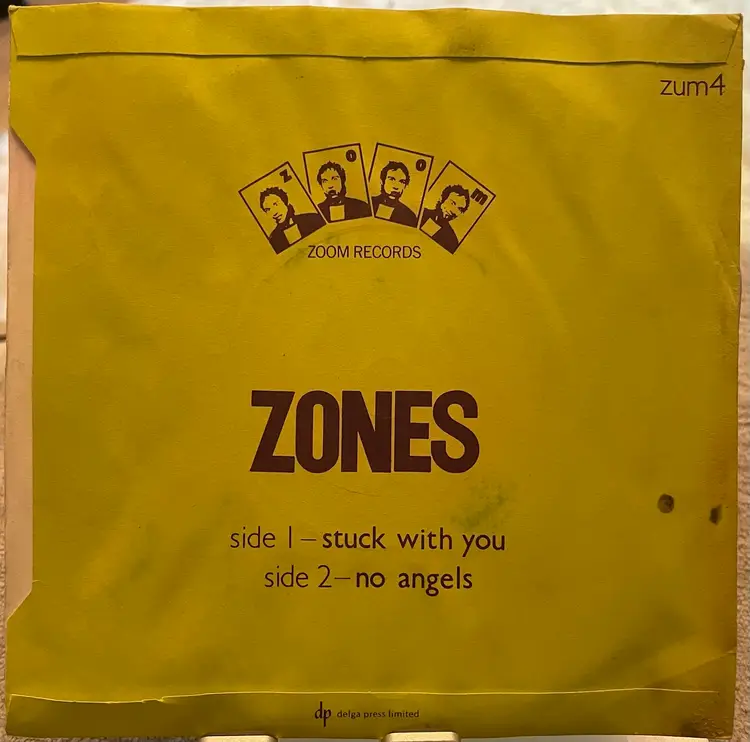 zum4
Z O O m
ZOOM RECORDS
ZONES
side 1 – stuck with you
side 2 – no angels
dp defga press limited